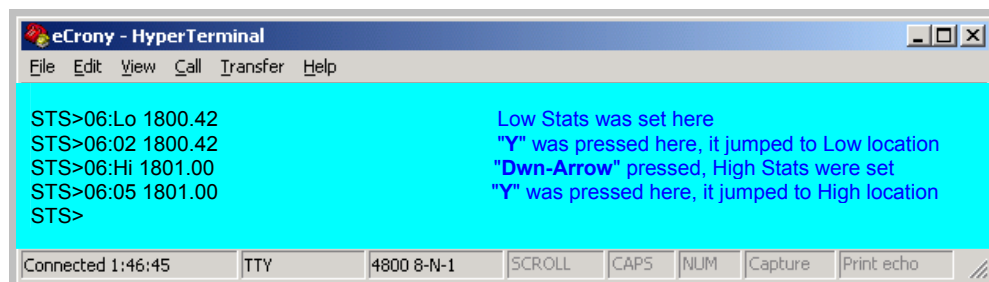 eCrony - HyperTerminal
File Edit View Call Transfer Help
STS>06:Lo 1800.42 Low Stats was set here
STS>06:02 1800.42 "Y" was pressed here, it jumped to Low location
STS>06:Hi 1801.00 "Dwn-Arrow" pressed, High Stats were set
STS>06:05 1801.00 "Y" was pressed here, it jumped to High location
STS>
Connected 1:46:45 TTY 4800 8-N-1 SCROLL CAPS NUM Capture Print echo